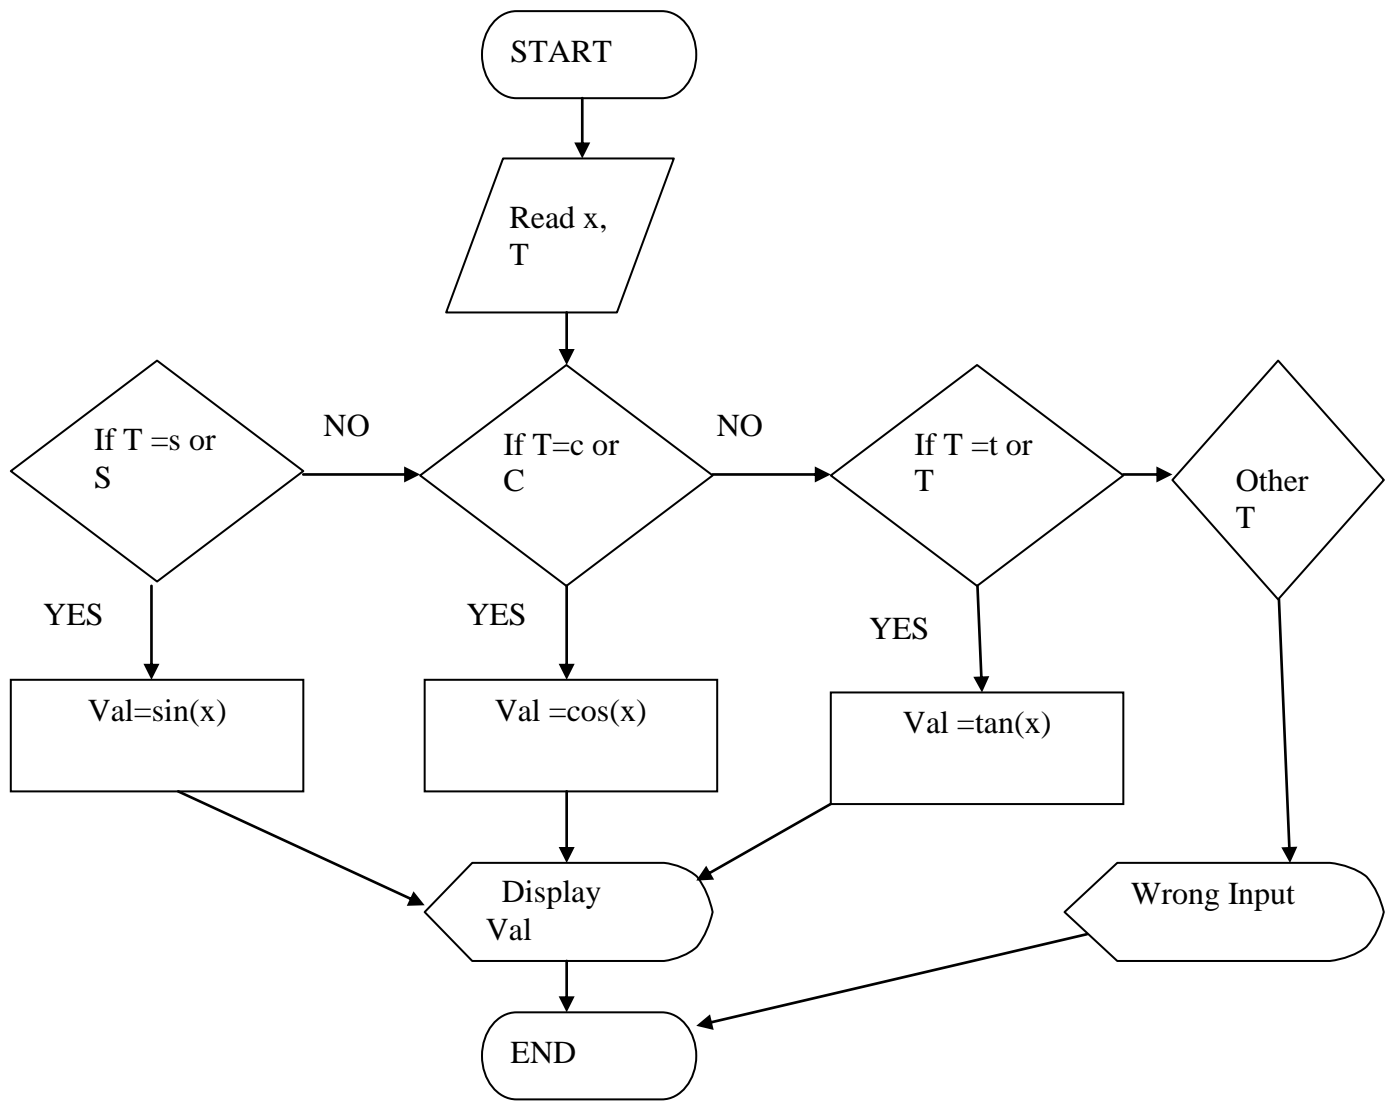 START
Read x,
T
If T =s or
S
NO
If T=c or
C
NO
If T =t or
T
Other
T
YES
YES
YES
Val=sin(x)
Val =cos(x)
Val =tan(x)
Display
Val
Wrong Input
END